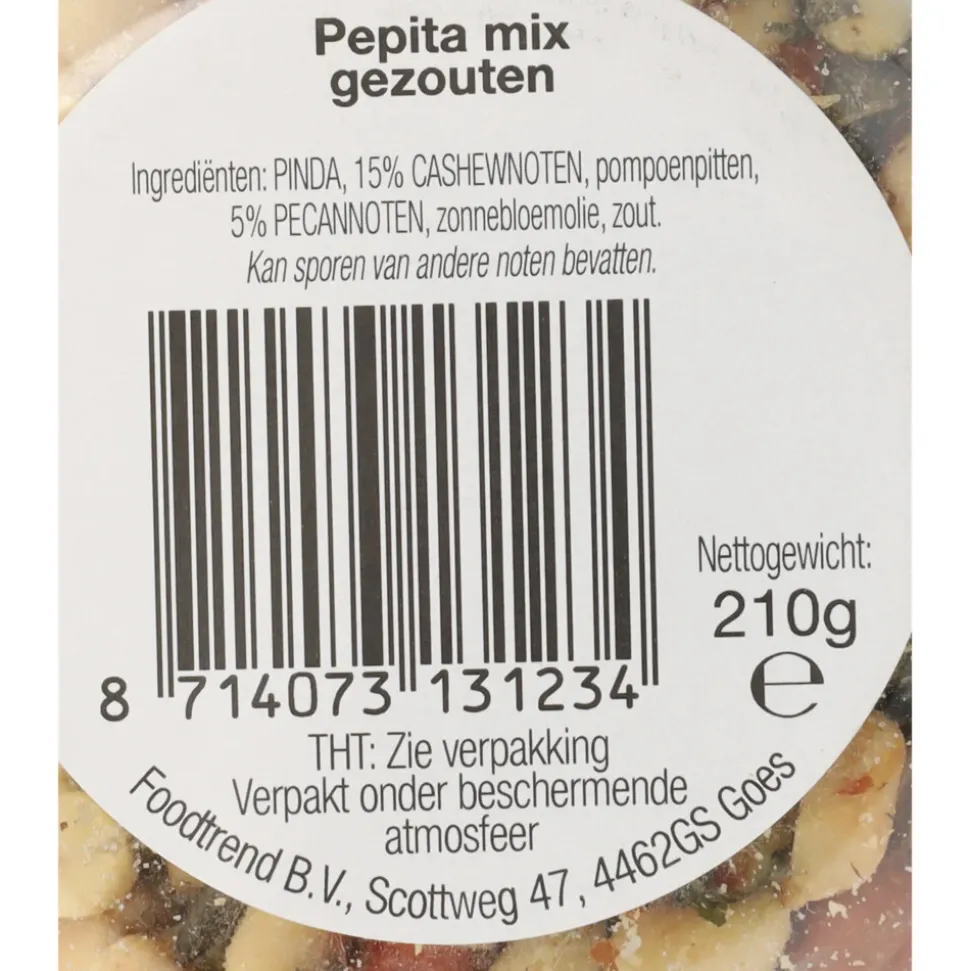 Pepita mix
gezouten
Ingrediënten: PINDA, 15% CASHEWNOTEN, pompoenpitten,
5% PECANNOTEN, zonnebloemolie, zout.
Kan sporen van andere noten bevatten.
Nettogewicht:
210g
℮
8 714073 131234
THT: Zie verpakking
Verpakt onder beschermende
atmosfeer
Foodtrend B.V., Scottweg 47, 4462GS Goes